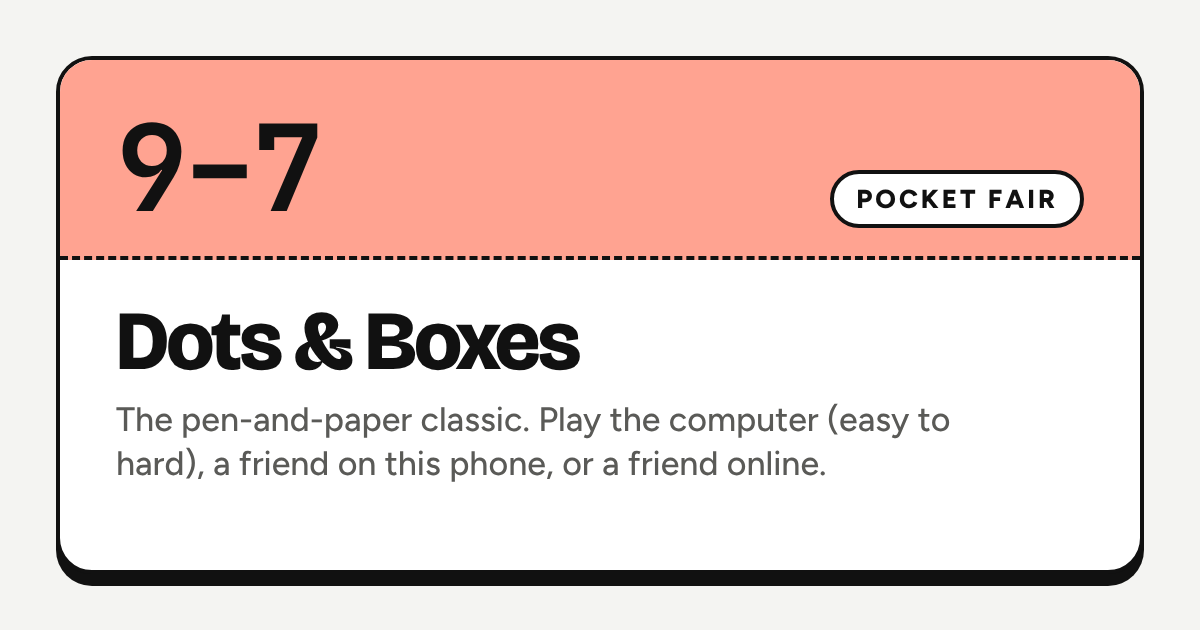 9–7
POCKET FAIR
Dots & Boxes
The pen-and-paper classic. Play the computer (easy to
hard), a friend on this phone, or a friend online.